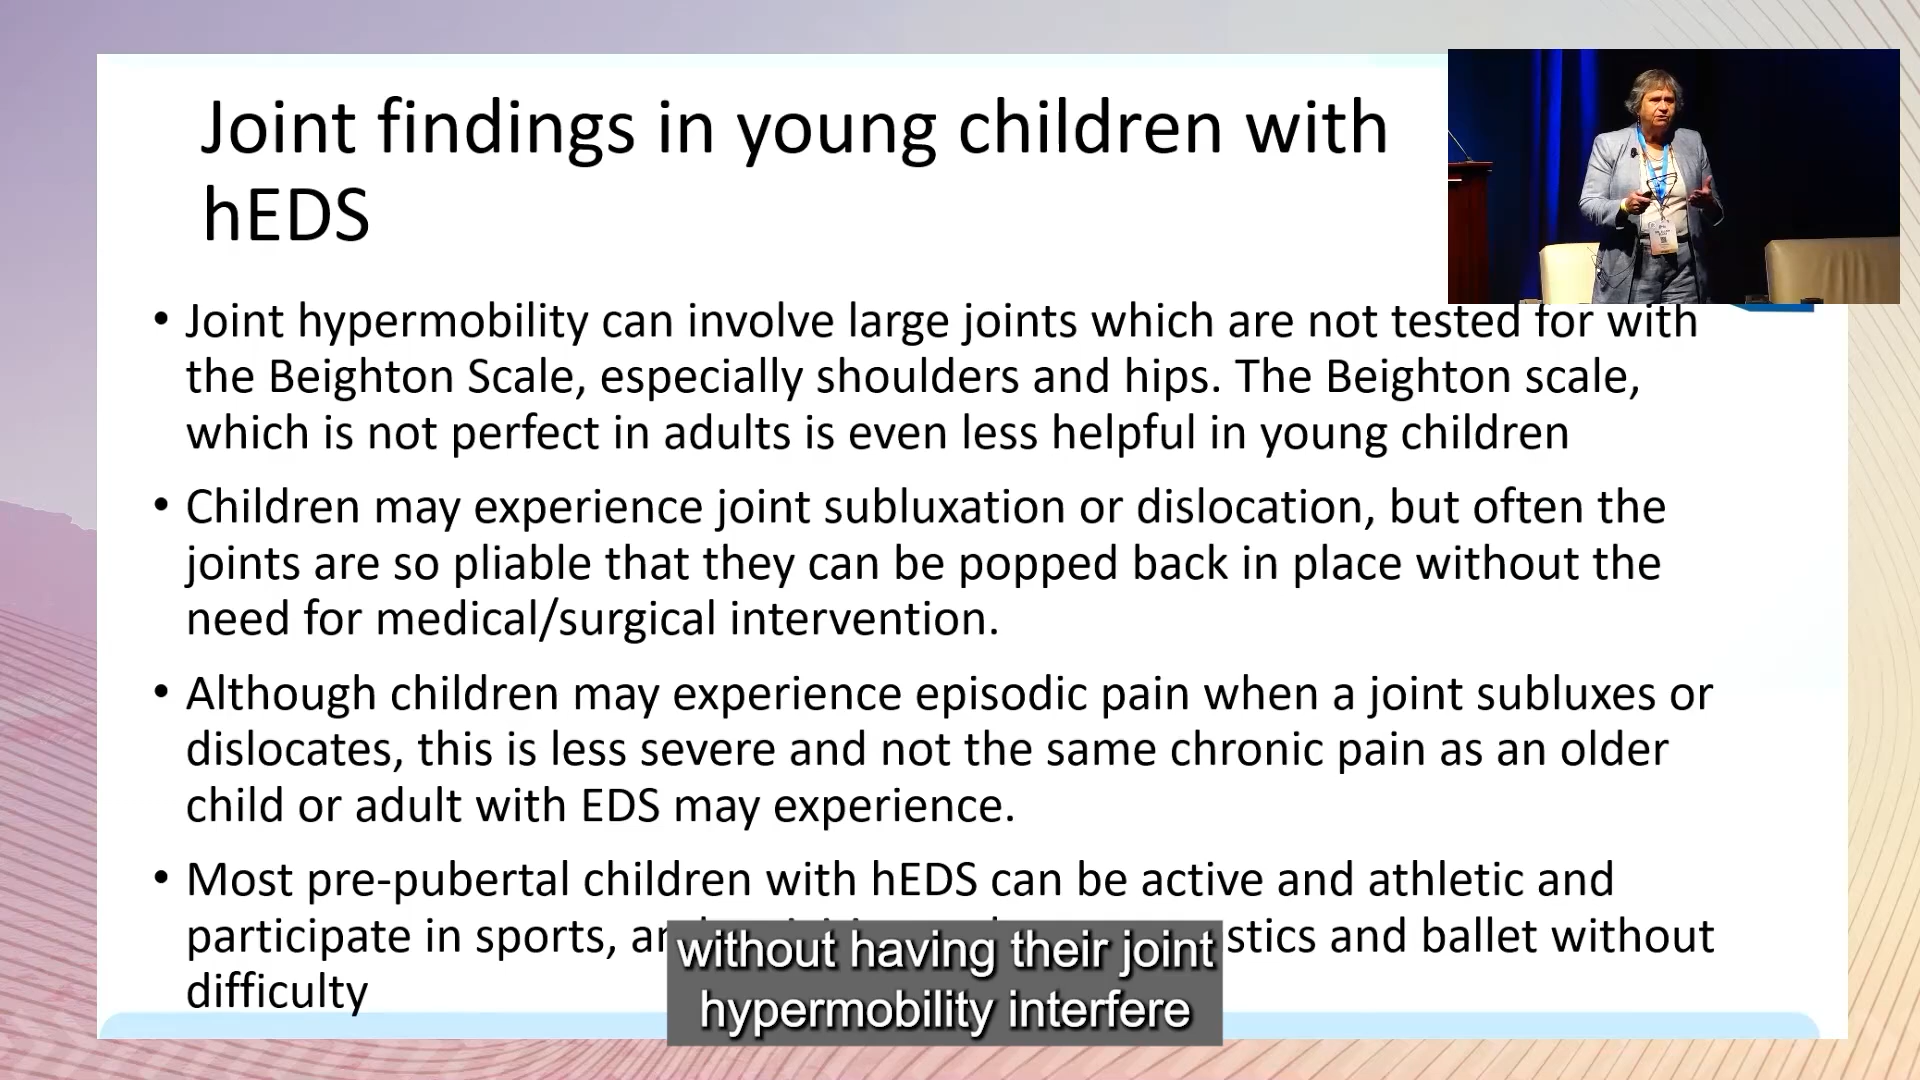 Joint findings in young children with
hEDS
• Joint hypermobility can involve large joints which are not tested for with
the Beighton Scale, especially shoulders and hips. The Beighton scale,
which is not perfect in adults is even less helpful in young children
• Children may experience joint subluxation or dislocation, but often the
joints are so pliable that they can be popped back in place without the
need for medical/surgical intervention.
• Although children may experience episodic pain when a joint subluxes or
dislocates, this is less severe and not the same chronic pain as an older
child or adult with EDS may experience.
• Most pre-pubertal children with hEDS can be active and athletic and
participate in sports, and ballet without
difficulty
without having their joint
hypermobility interfere